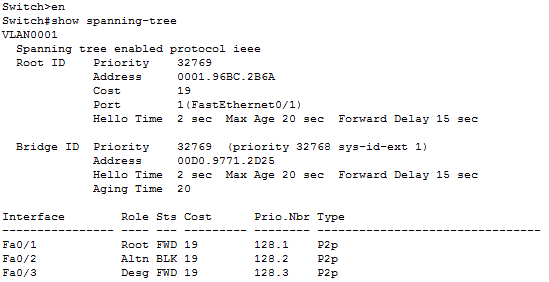 Switch>en
Switch#show spanning-tree
VLAN0001
  Spanning tree enabled protocol ieee
  Root ID    Priority    32769
             Address     0001.96BC.2B6A
             Cost        19
             Port        1(FastEthernet0/1)
             Hello Time  2 sec  Max Age 20 sec  Forward Delay 15 sec

  Bridge ID  Priority    32769  (priority 32768 sys-id-ext 1)
             Address     00D0.9771.2D25
             Hello Time  2 sec  Max Age 20 sec  Forward Delay 15 sec
             Aging Time  20

Interface        Role Sts Cost      Prio.Nbr Type
---------------- ---- --- --------- -------- --------------------------------
Fa0/1            Root FWD 19        128.1    P2p
Fa0/2            Altn BLK 19        128.2    P2p
Fa0/3            Desg FWD 19        128.3    P2p